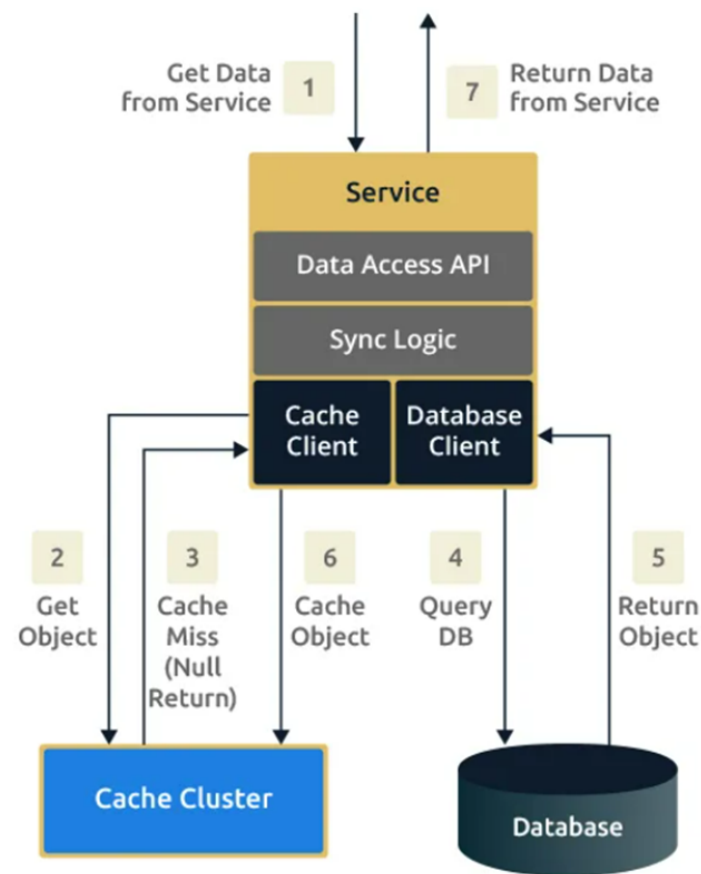 Get Data
from Service
1
7
Return Data
from Service
Service
Data Access API
Sync Logic
Cache
Client
Database
Client
2
Get
Object
3
Cache
Miss
(Null
Return)
6
Cache
Object
4
Query
DB
5
Return
Object
Cache Cluster
Database